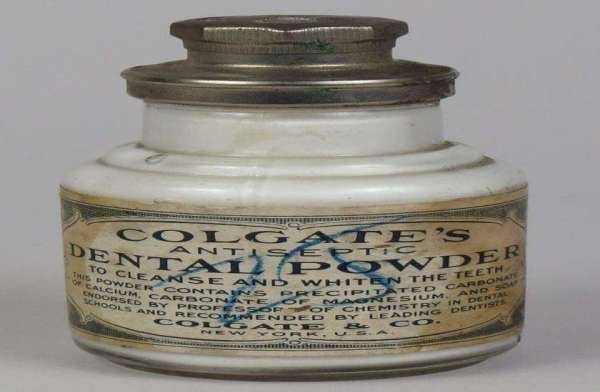 COLGATE'S
ANTISEPTIC
DENTAL POWDER
TO CLEANSE AND WHITEN THE TEETH
THIS POWDER CONTAINS PRECIPITATED CARBONATE
OF CALCIUM, CARBONATE OF MAGNESIUM, AND SOAP
ENDORSED BY PROFS. OF CHEMISTRY IN DENTAL
SCHOOLS AND RECOMMENDED BY LEADING DENTISTS.
COLGATE & CO.
NEW YORK, U.S.A.